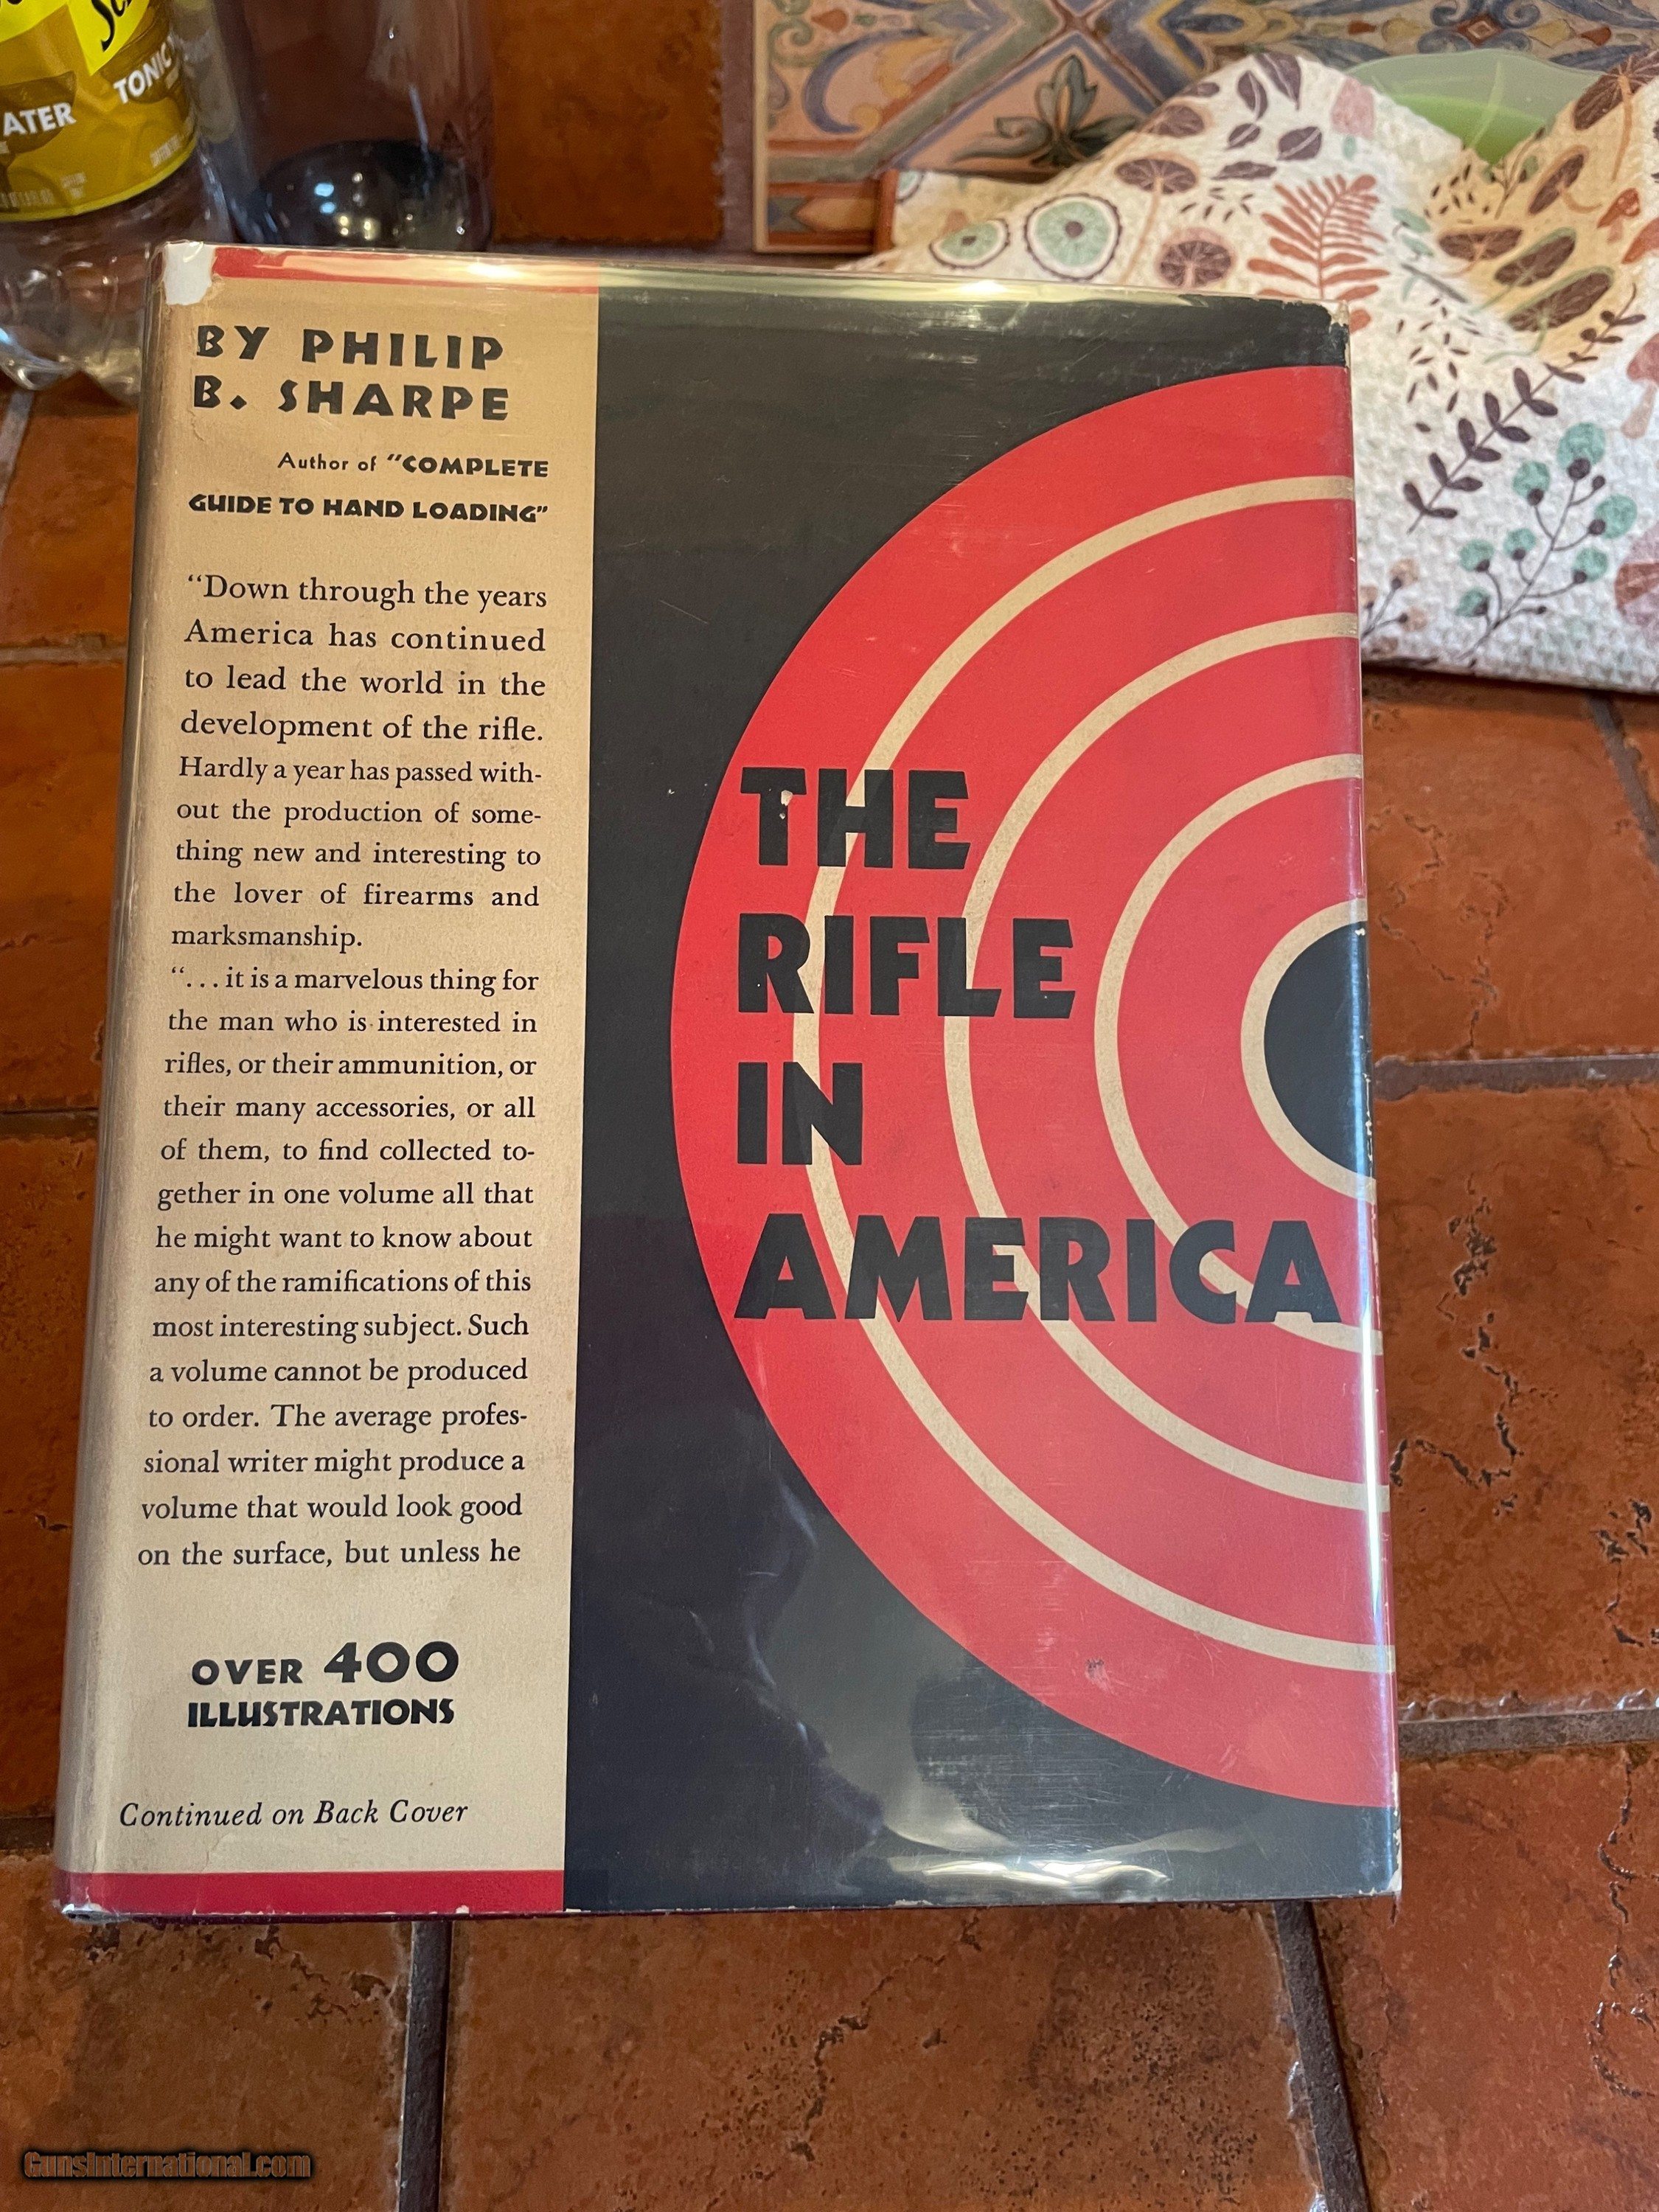 ATER
TONIC
BY PHILIP
B. SHARPE
Author of "COMPLETE
GUIDE TO HAND LOADING"
"Down through the years
America has continued
to lead the world in the
development of the rifle.
Hardly a year has passed with-
out the production of some-
thing new and interesting to
the lover of firearms and
marksmanship.
"...it is a marvelous thing for
the man who is interested in
rifles, or their ammunition, or
their many accessories, or all
of them, to find collected to-
gether in one volume all that
he might want to know about
any of the ramifications of this
most interesting subject. Such
a volume cannot be produced
to order. The average profes-
sional writer might produce a
volume that would look good
on the surface, but unless he
OVER 400
ILLUSTRATIONS
Continued on Back Cover
THE
RIFLE
IN
AMERICA
GunsInternational.com